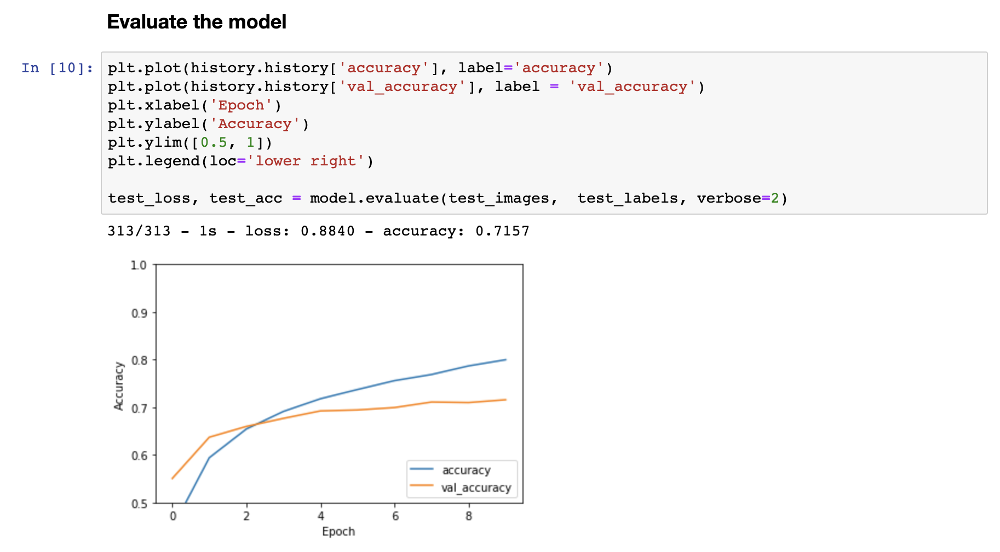 Evaluate the model
In [10]:
plt.plot(history.history['accuracy'], label='accuracy')
plt.plot(history.history['val_accuracy'], label = 'val_accuracy')
plt.xlabel('Epoch')
plt.ylabel('Accuracy')
plt.ylim([0.5, 1])
plt.legend(loc='lower right')
test_loss, test_acc = model.evaluate(test_images,  test_labels, verbose=2)
313/313 - 1s - loss: 0.8840 - accuracy: 0.7157
1.0
0.9
0.8
0.7
0.6
0.5
Accuracy
accuracy
val_accuracy
0 2 4 6 8
Epoch